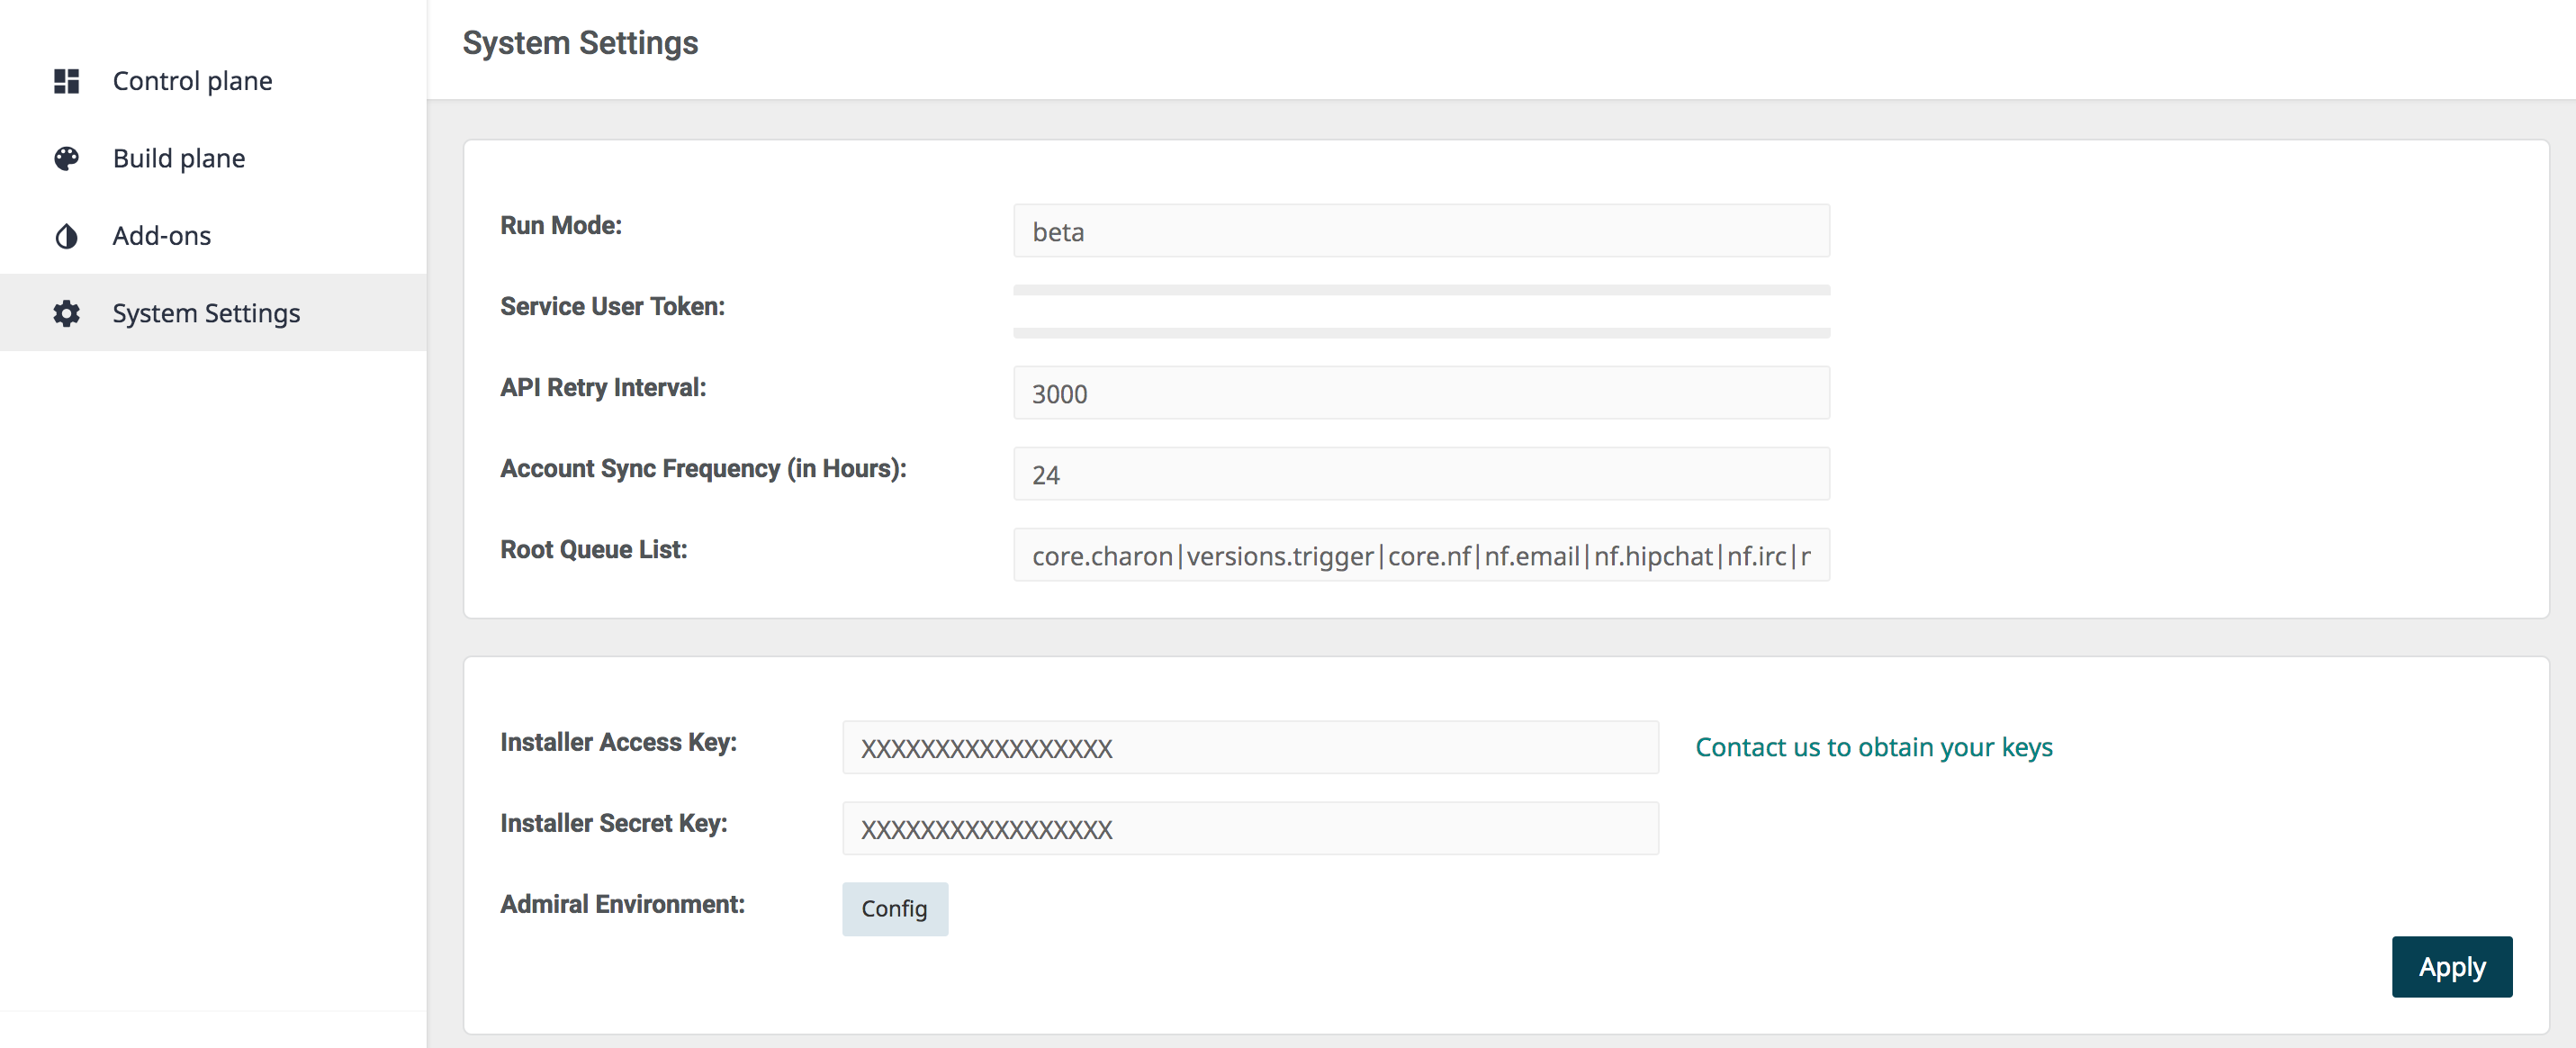 Control plane
Build plane
Add-ons
System Settings
System Settings
Run Mode:
beta
Service User Token:
API Retry Interval:
3000
Account Sync Frequency (in Hours):
24
Root Queue List:
core.charon|versions.trigger|core.nf|nf.email|nf.hipchat|nf.irc|r
Installer Access Key:
XXXXXXXXXXXXXXXXX
Contact us to obtain your keys
Installer Secret Key:
XXXXXXXXXXXXXXXXX
Admiral Environment:
Config
Apply